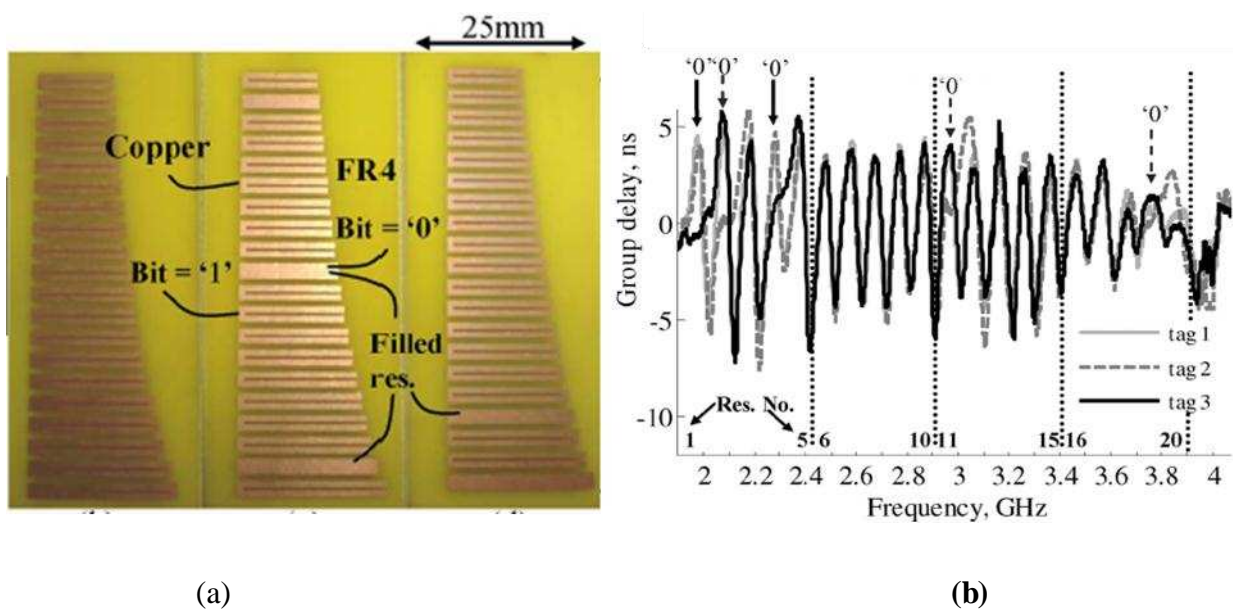 25mm
Copper
FR4
Bit = ‘0’
Bit = ‘1’
Filled
res.
(a)
‘0’ ‘0’ ‘0’ ‘0’ ‘0’
5
0
-5
-10
Group delay, ns
tag 1
tag 2
tag 3
Res. No.
1 5 6 10 11 15 16 20
2 2.2 2.4 2.6 2.8 3 3.2 3.4 3.6 3.8 4
Frequency, GHz
(b)